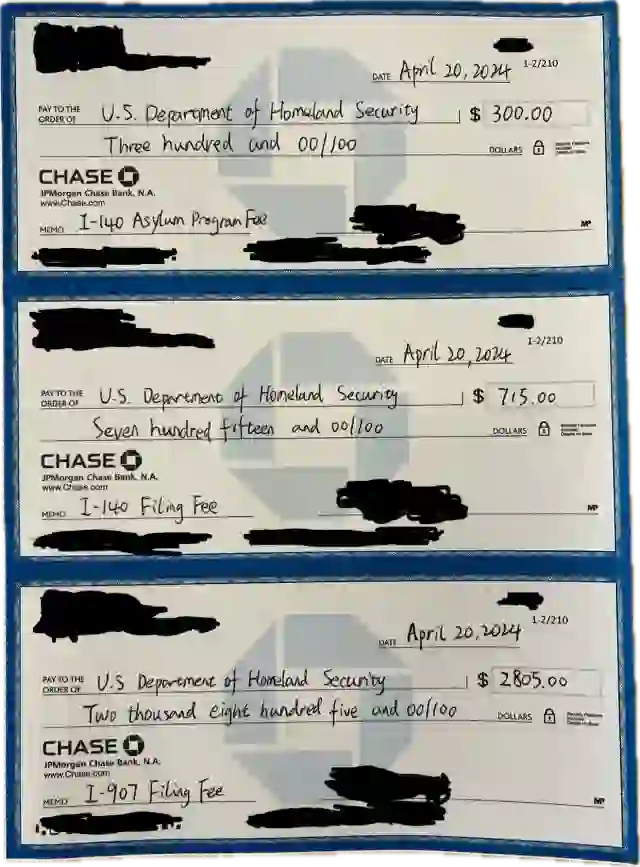 1-2/210
DATE April 20, 2024
PAY TO THE ORDER OF U.S. Department of Homeland Security $ 300.00
Three hundred and 00/100 DOLLARS
CHASE
JPMorgan Chase Bank, N.A.
www.Chase.com
MEMO I-140 Asylum Program Fee MP
1-2/210
DATE April 20, 2024
PAY TO THE ORDER OF U.S. Department of Homeland Security $ 715.00
Seven hundred fifteen and 00/100 DOLLARS
CHASE
JPMorgan Chase Bank, N.A.
www.Chase.com
MEMO I-140 Filing Fee MP
1-2/210
DATE April 20, 2024
PAY TO THE ORDER OF U.S Department of Homeland Security $ 2805.00
Two thousand eight hundred five and 00/100 DOLLARS
CHASE
JPMorgan Chase Bank, N.A.
www.Chase.com
MEMO I-907 Filing Fee MP